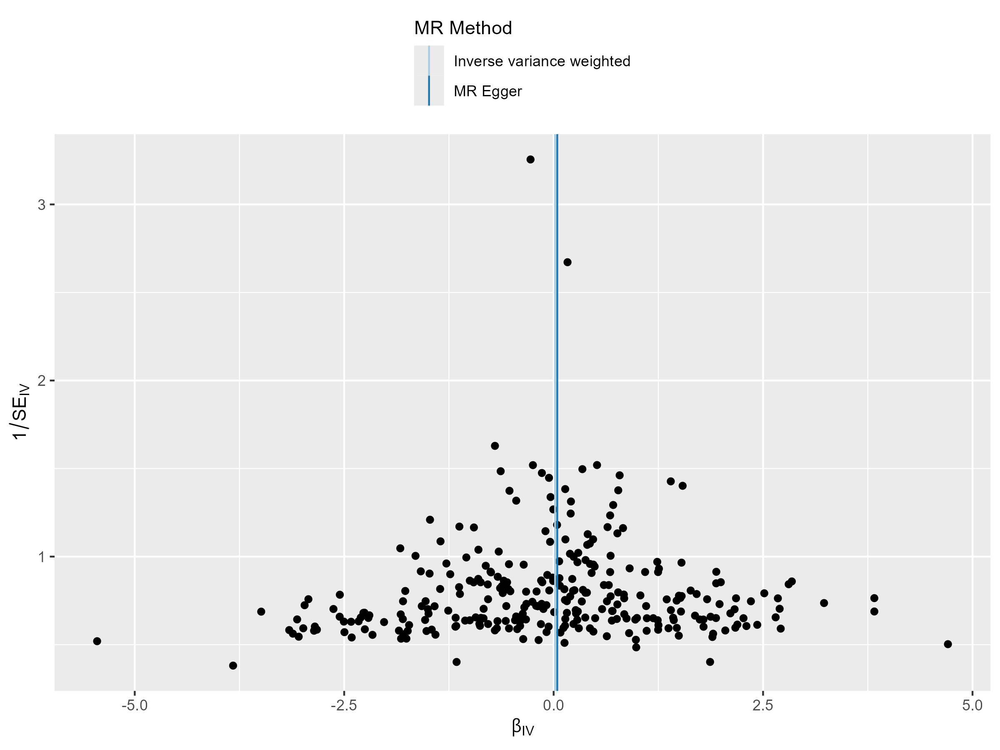 MR Method
Inverse variance weighted
MR Egger
3
2
1
1/SE_IV
-5.0 -2.5 0.0 2.5 5.0
β_IV